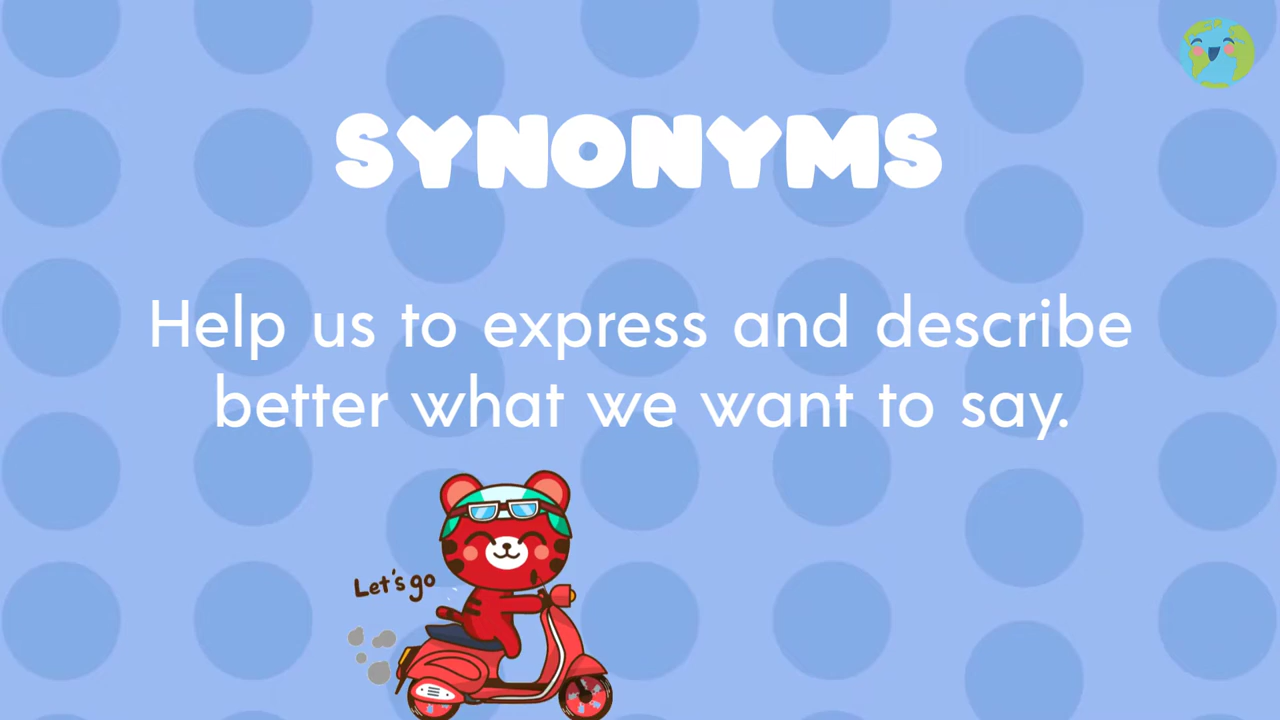 SYNONYMS
Help us to express and describe
better what we want to say.
Let's go